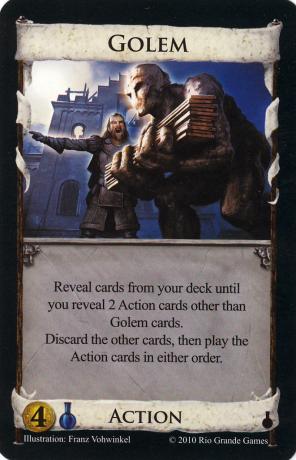 GOLEM
Reveal cards from your deck until
you reveal 2 Action cards other than
Golem cards.
Discard the other cards, then play the
Action cards in either order.
4
ACTION
Illustration: Franz Vohwinkel
© 2010 Rio Grande Games